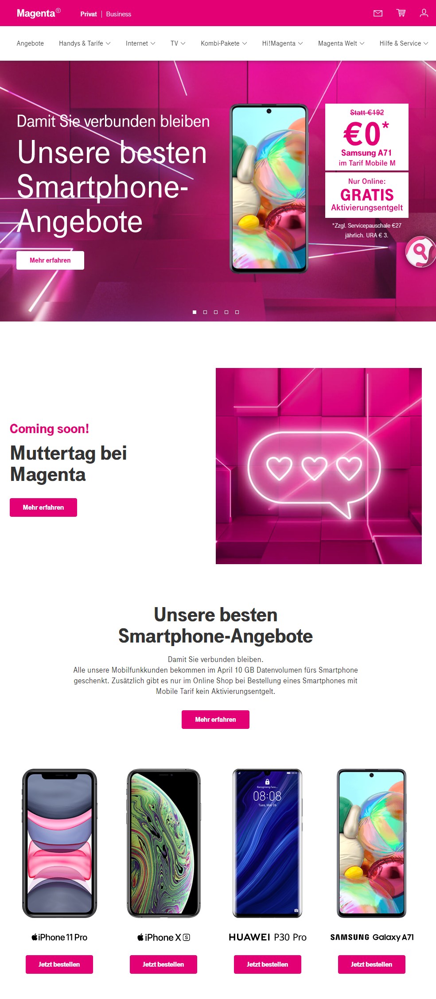 Magenta
Privat | Business
Angebote Handys & Tarife Internet TV Kombi-Pakete Hi!Magenta Magenta Welt Hilfe & Service
Damit Sie verbunden bleiben
Unsere besten
Smartphone-
Angebote
Mehr erfahren
Statt €192
€0*
Samsung A71
im Tarif Mobile M
Nur Online:
GRATIS
Aktivierungsentgelt
*Zzgl. Servicepauschale €27
jährlich. URA € 3.
Coming soon!
Muttertag bei
Magenta
Mehr erfahren
Unsere besten
Smartphone-Angebote
Damit Sie verbunden bleiben.
Alle unsere Mobilfunkkunden bekommen im April 10 GB Datenvolumen fürs Smartphone
geschenkt. Zusätzlich gibt es nur im Online Shop bei Bestellung eines Smartphones mit
Mobile Tarif kein Aktivierungsentgelt.
Mehr erfahren
08:08
Recognising face...
08:08
Tues, Mar 26
iPhone 11 Pro
iPhone XS
HUAWEI P30 Pro
SAMSUNG Galaxy A71
Jetzt bestellen
Jetzt bestellen
Jetzt bestellen
Jetzt bestellen